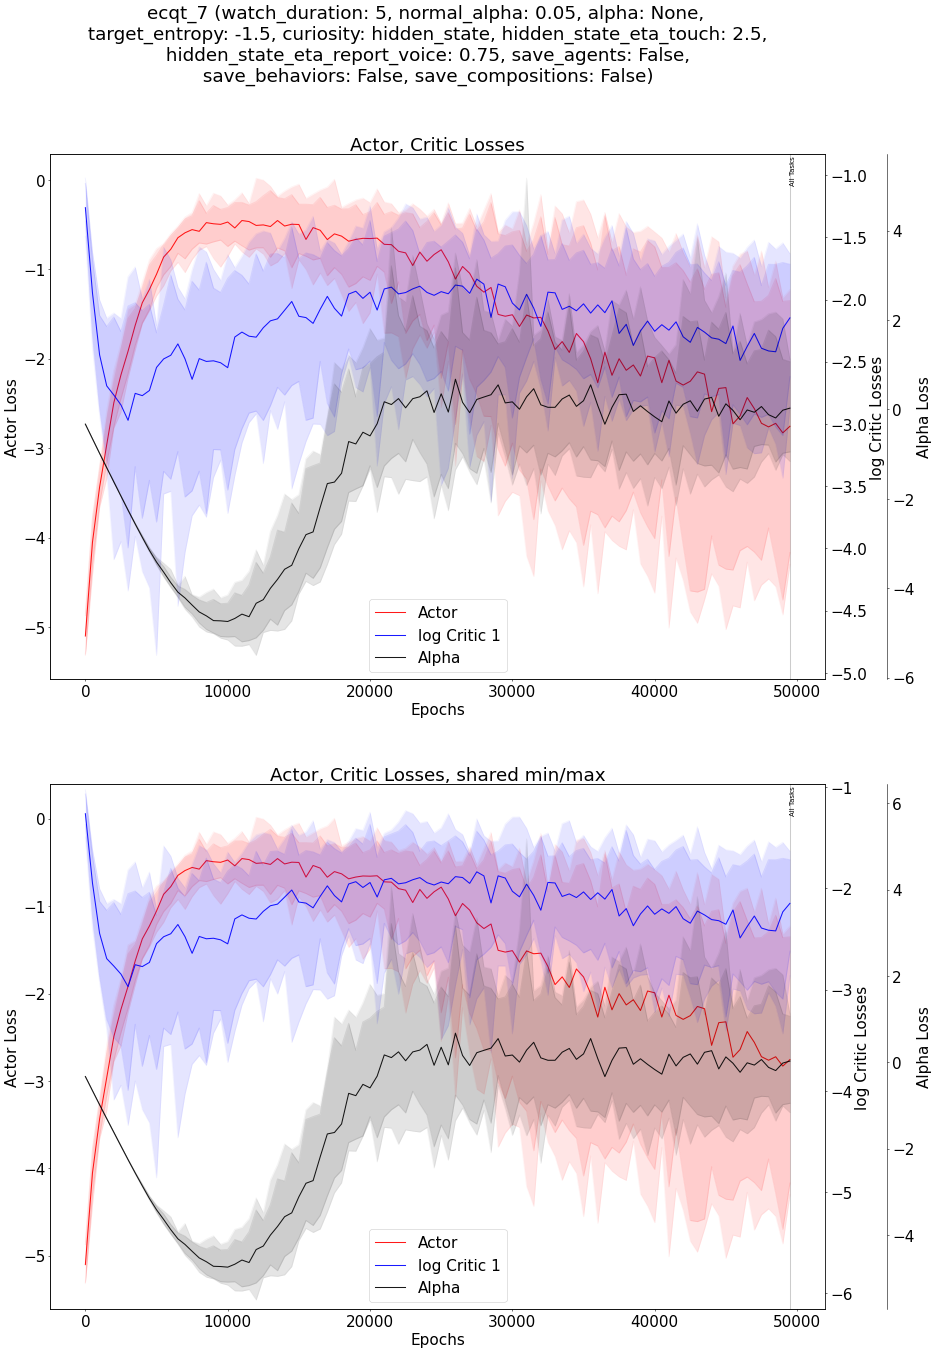 ecqt_7 (watch_duration: 5, normal_alpha: 0.05, alpha: None,
target_entropy: -1.5, curiosity: hidden_state, hidden_state_eta_touch: 2.5,
hidden_state_eta_report_voice: 0.75, save_agents: False,
save_behaviors: False, save_compositions: False)
Actor, Critic Losses
All Tasks
Actor Loss
0
−1
−2
−3
−4
−5
−1.0
−1.5
−2.0
−2.5
−3.0
−3.5
−4.0
−4.5
−5.0
log Critic Losses
4
2
0
−2
−4
−6
Alpha Loss
Actor
log Critic 1
Alpha
0 10000 20000 30000 40000 50000
Epochs
Actor, Critic Losses, shared min/max
All Tasks
Actor Loss
0
−1
−2
−3
−4
−5
−1
−2
−3
−4
−5
−6
log Critic Losses
6
4
2
0
−2
−4
Alpha Loss
Actor
log Critic 1
Alpha
0 10000 20000 30000 40000 50000
Epochs